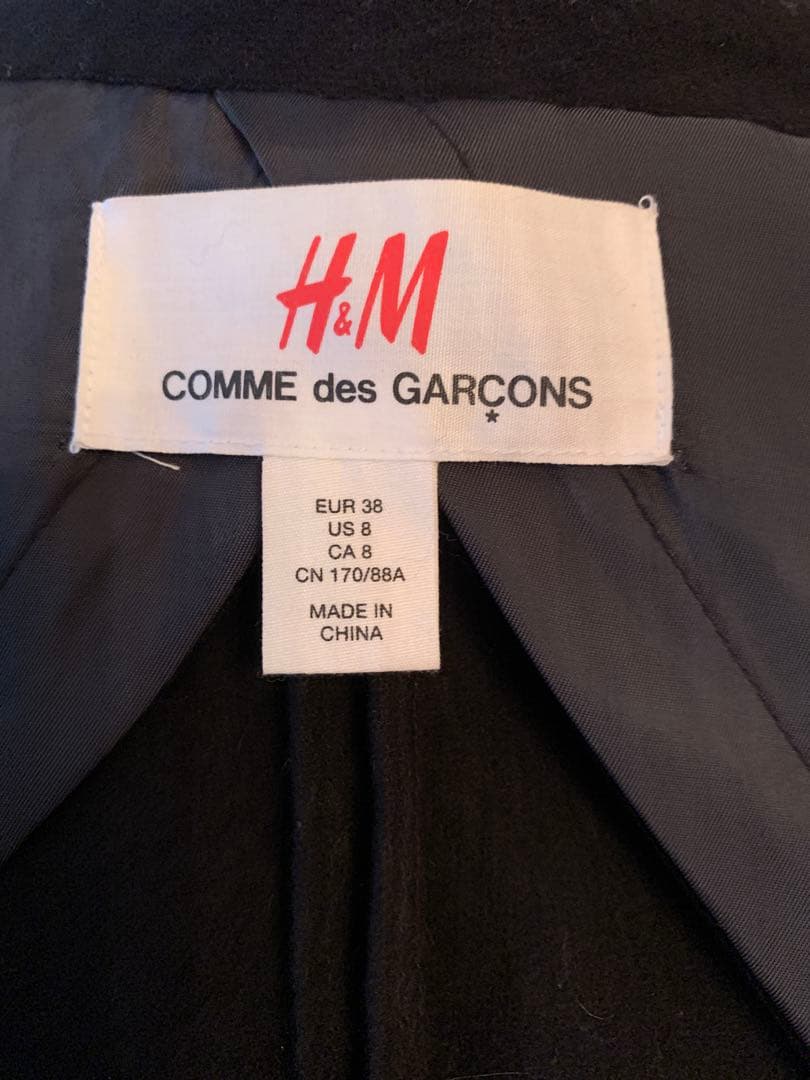 H&M
COMME des GARÇONS
*
EUR 38
US 8
CA 8
CN 170/88A
MADE IN
CHINA